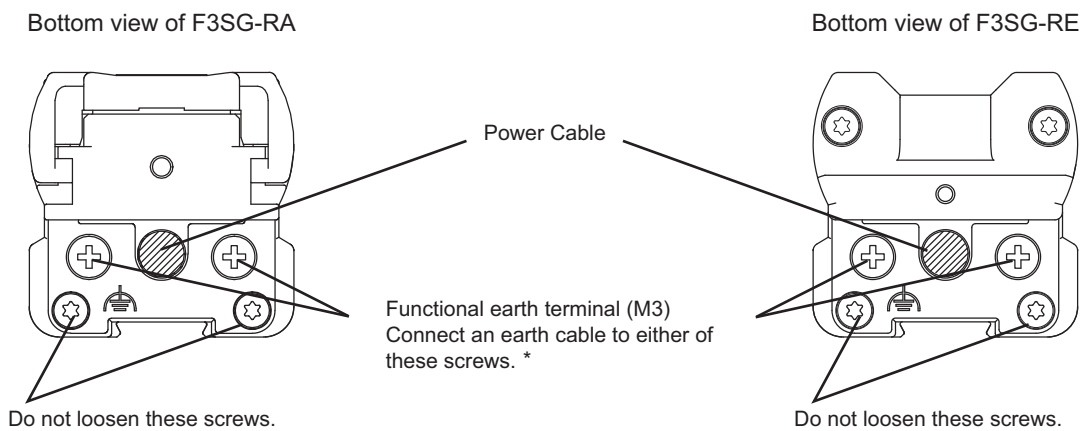 Bottom view of F3SG-RA
Bottom view of F3SG-RE
Power Cable
Functional earth terminal (M3)
Connect an earth cable to either of
these screws. *
Do not loosen these screws.
Do not loosen these screws.